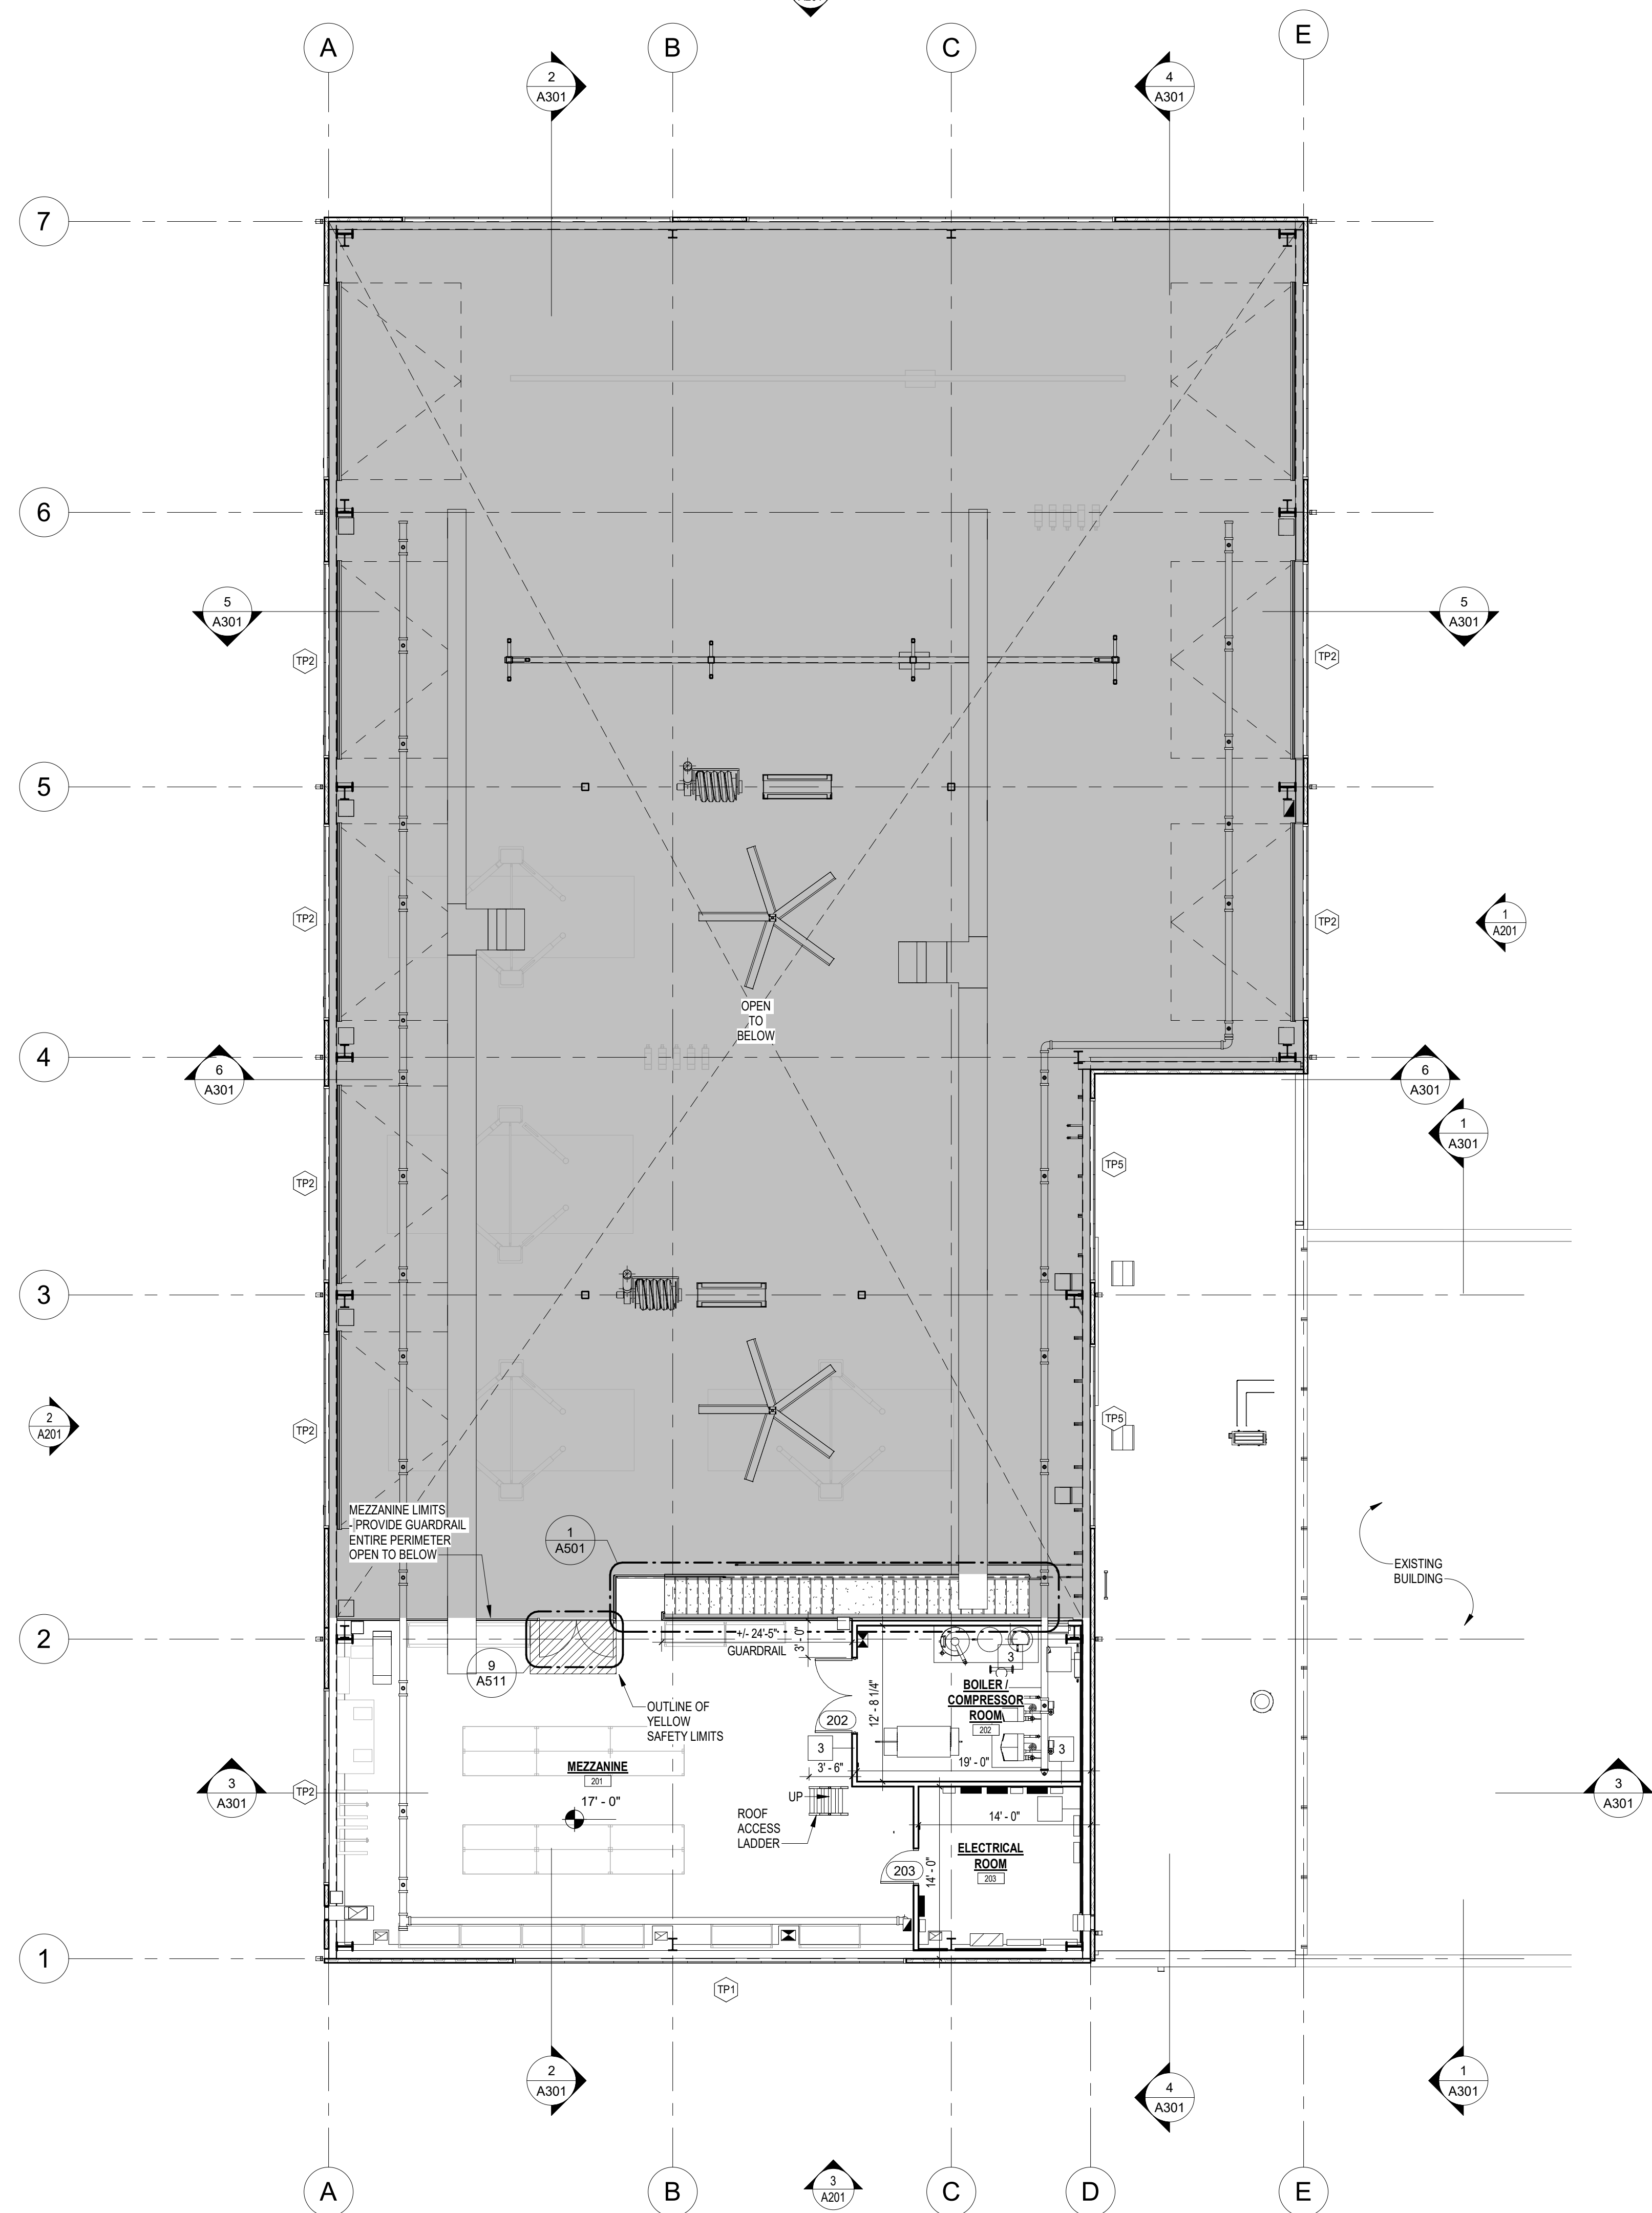 A
B
C
E
2
A301
4
A301
7
6
5
A301
5
A301
TP2
TP2
5
TP2
TP2
1
A201
OPEN
TO
BELOW
4
6
A301
6
A301
1
A301
TP2
TP5
3
2
A201
TP2
TP5
MEZZANINE LIMITS
- PROVIDE GUARDRAIL
ENTIRE PERIMETER
OPEN TO BELOW
1
A501
EXISTING
BUILDING
2
+/- 24'-5"
GUARDRAIL
3' - 0"
9
A511
3
BOILER /
COMPRESSOR
ROOM
202
12' - 8 1/4"
OUTLINE OF
YELLOW
SAFETY LIMITS
202
3
3
3' - 6"
19' - 0"
MEZZANINE
201
17' - 0"
3
A301
TP2
3
A301
UP
ROOF
ACCESS
LADDER
14' - 0"
ELECTRICAL
ROOM
203
203
14' - 0"
1
TP1
2
A301
4
A301
1
A301
A
B
3
A201
C
D
E